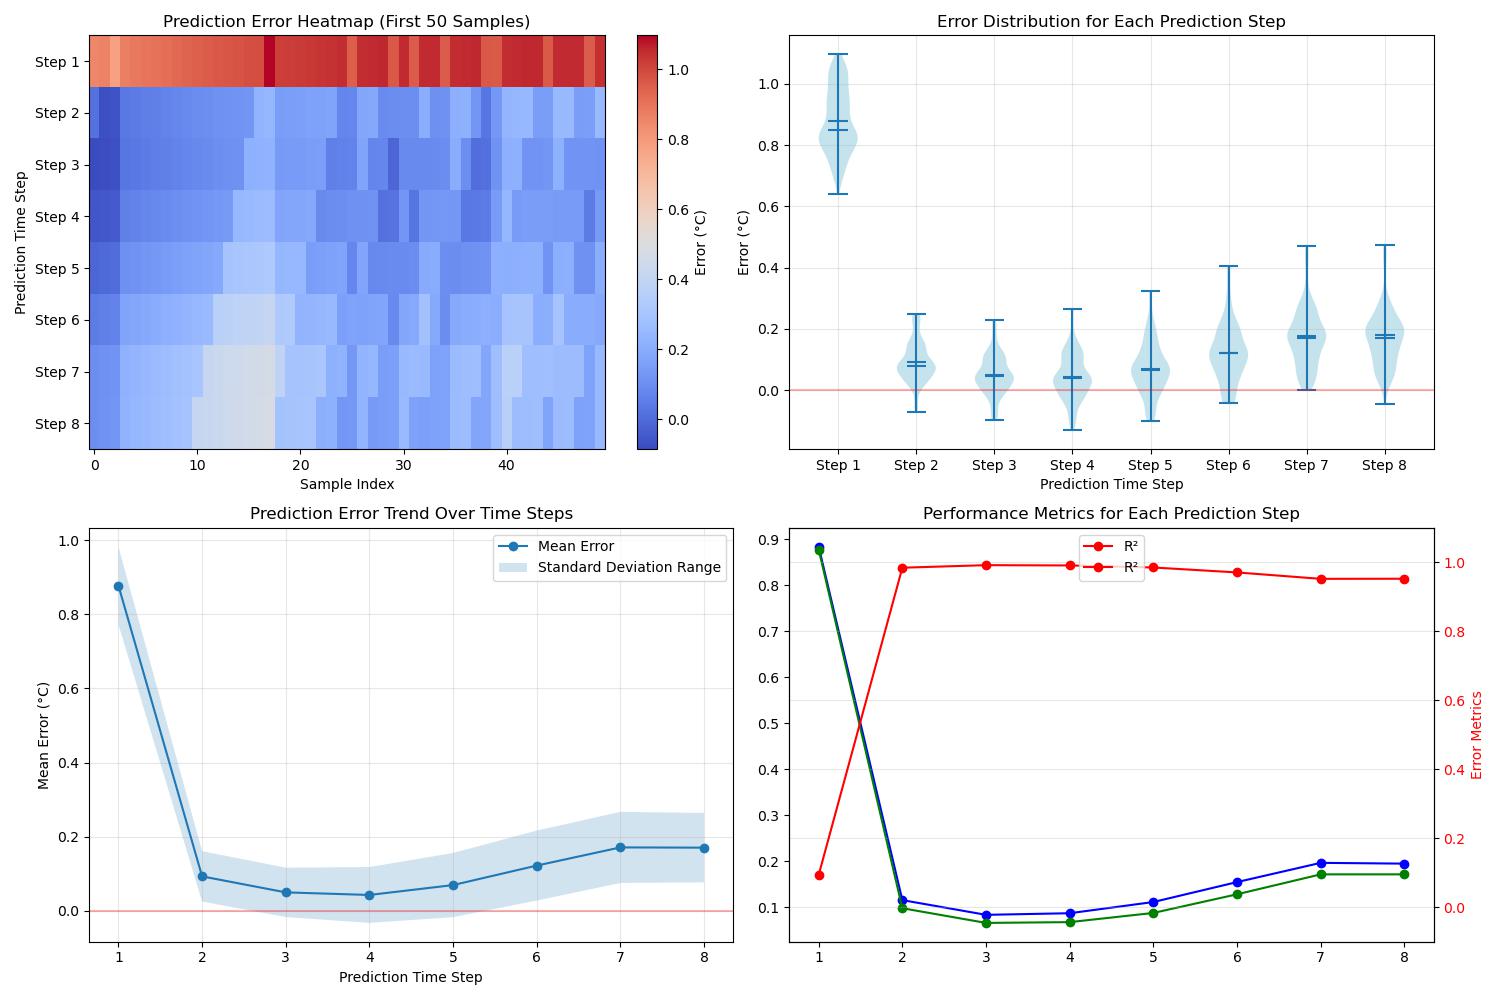 Prediction Error Heatmap (First 50 Samples)
Prediction Time Step
Step 1
Step 2
Step 3
Step 4
Step 5
Step 6
Step 7
Step 8
0 10 20 30 40
Sample Index
1.0
0.8
0.6
0.4
0.2
0.0
Error (°C)
Error Distribution for Each Prediction Step
Error (°C)
1.0
0.8
0.6
0.4
0.2
0.0
Step 1 Step 2 Step 3 Step 4 Step 5 Step 6 Step 7 Step 8
Prediction Time Step
Prediction Error Trend Over Time Steps
Mean Error (°C)
1.0
0.8
0.6
0.4
0.2
0.0
Mean Error
Standard Deviation Range
1 2 3 4 5 6 7 8
Prediction Time Step
Performance Metrics for Each Prediction Step
0.9
0.8
0.7
0.6
0.5
0.4
0.3
0.2
0.1
R²
R²
1.0
0.8
0.6
0.4
0.2
0.0
Error Metrics
1 2 3 4 5 6 7 8